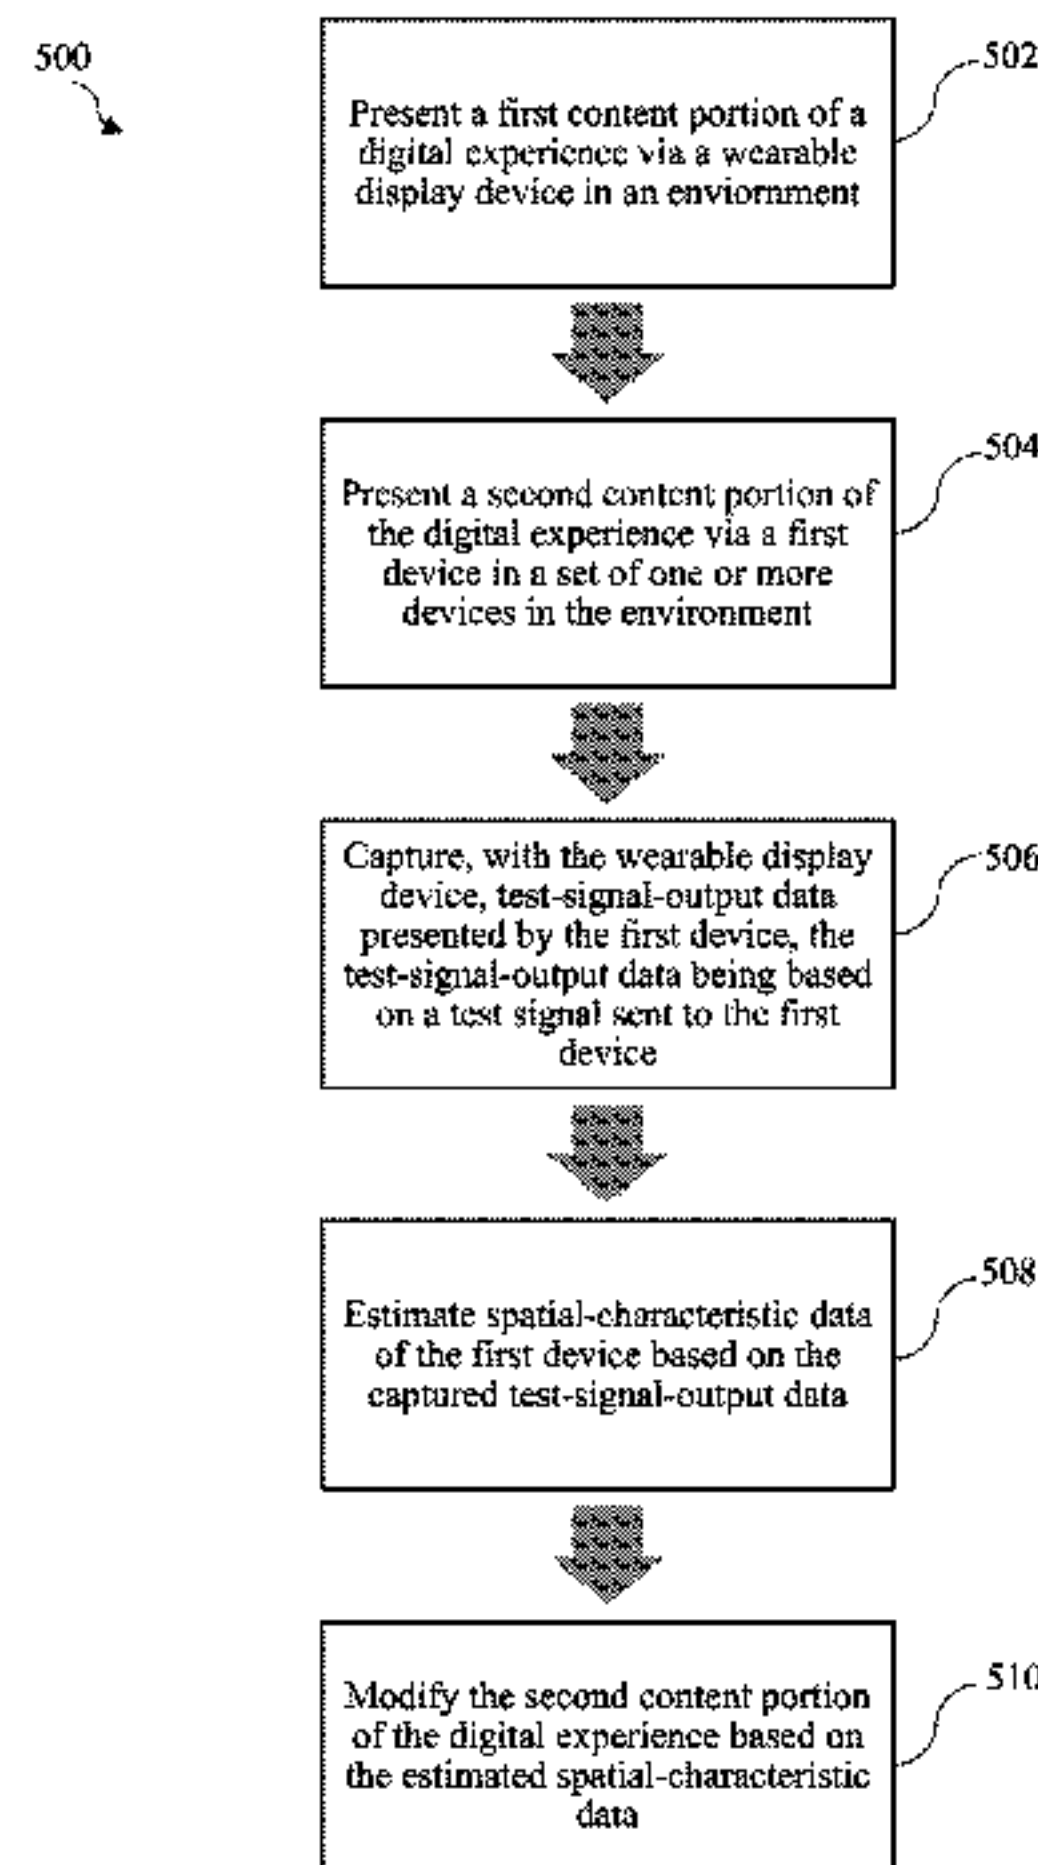 500
502
Present a first content portion of a
digital experience via a wearable
display device in an enviornment
504
Present a second content portion of
the digital experience via a first
device in a set of one or more
devices in the environment
506
Capture, with the wearable display
device, test-signal-output data
presented by the first device, the
test-signal-output data being based
on a test signal sent to the first
device
508
Estimate spatial-characteristic data
of the first device based on the
captured test-signal-output data
510
Modify the second content portion
of the digital experience based on
the estimated spatial-characteristic
data